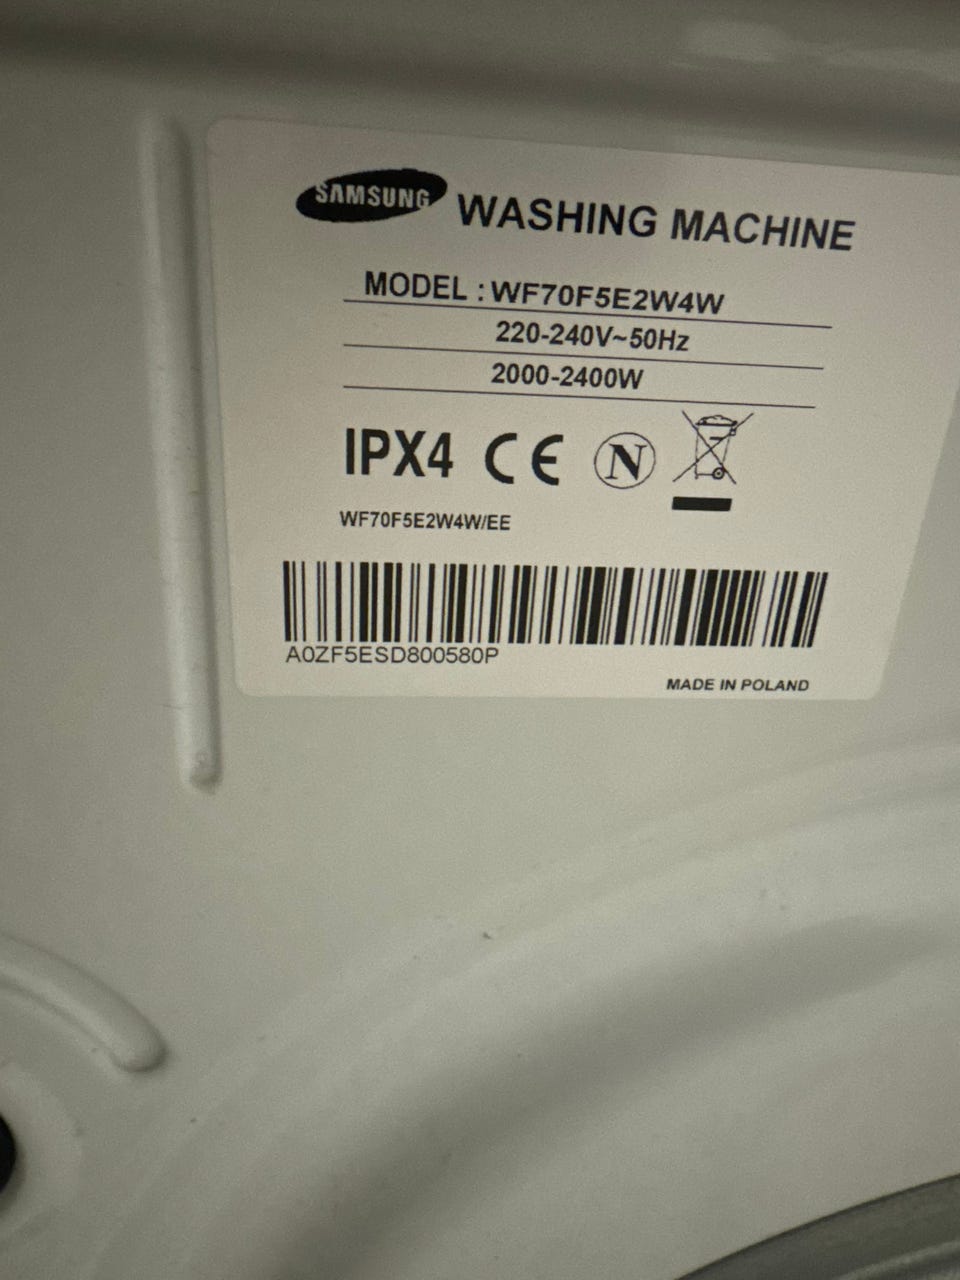 SAMSUNG WASHING MACHINE
MODEL : WF70F5E2W4W
220-240V~50Hz
2000-2400W
IPX4 CE N
WF70F5E2W4W/EE
A0ZF5ESD800580P
MADE IN POLAND